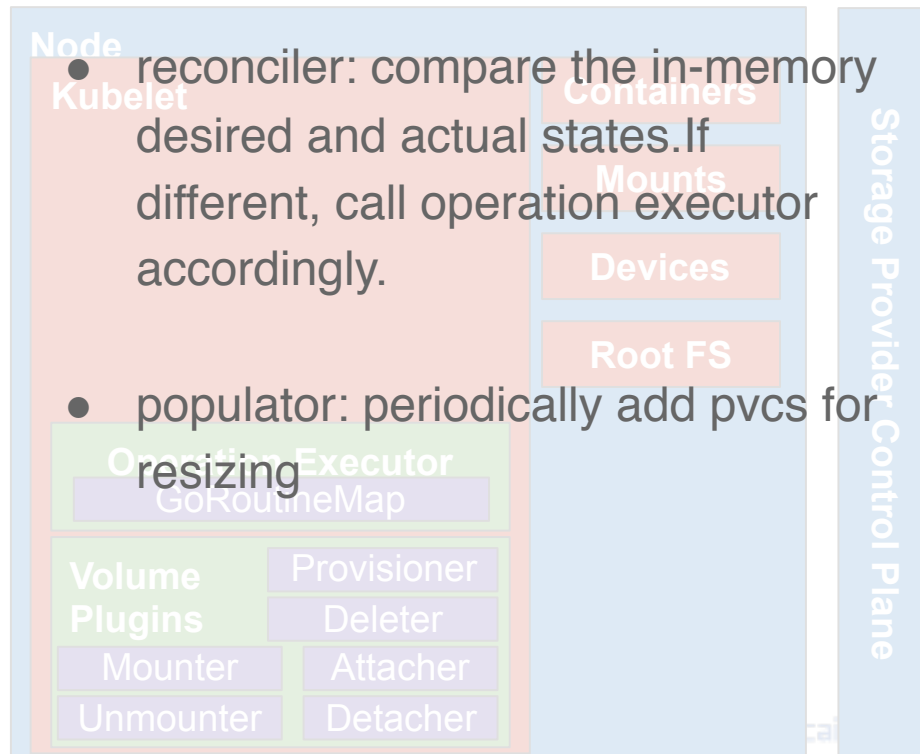 Node
Kubelet
● reconciler: compare the in-memory
desired and actual states.If
different, call operation executor
accordingly.
● populator: periodically add pvcs for
resizing
Containers
Mounts
Devices
Root FS
Operation Executor
GoRoutineMap
Volume
Plugins
Provisioner
Deleter
Mounter
Attacher
Unmounter
Detacher
Storage Provider Control Plane